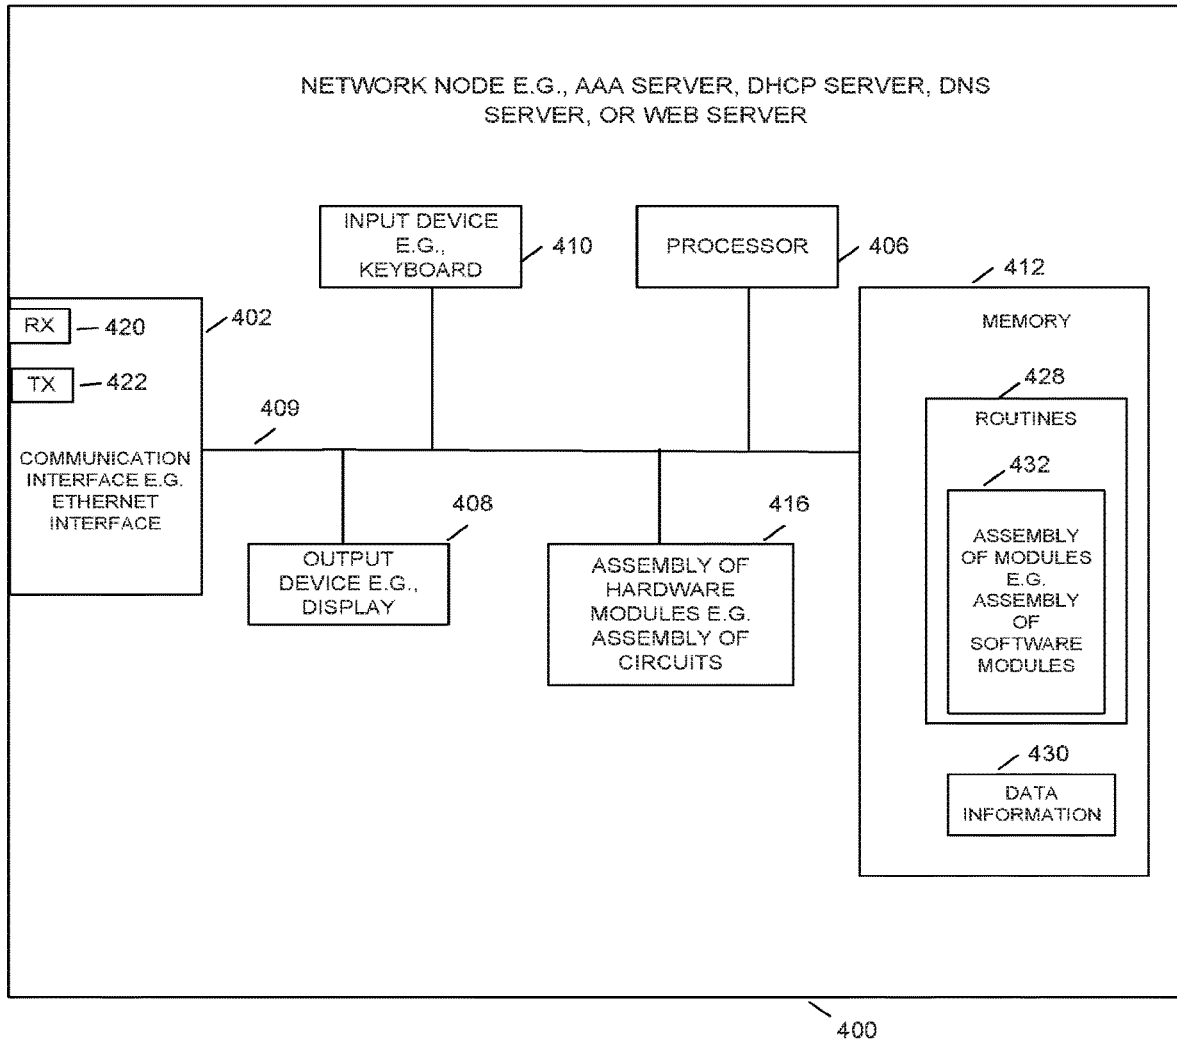 NETWORK NODE E.G., AAA SERVER, DHCP SERVER, DNS
SERVER, OR WEB SERVER
INPUT DEVICE
E.G.,
KEYBOARD
410
PROCESSOR
406
412
MEMORY
RX
420
402
TX
422
COMMUNICATION
INTERFACE E.G.
ETHERNET
INTERFACE
409
428
ROUTINES
432
ASSEMBLY
OF MODULES
E.G.
ASSEMBLY
OF
SOFTWARE
MODULES
408
OUTPUT
DEVICE E.G.,
DISPLAY
416
ASSEMBLY OF
HARDWARE
MODULES E.G.
ASSEMBLY OF
CIRCUITS
430
DATA
INFORMATION
400